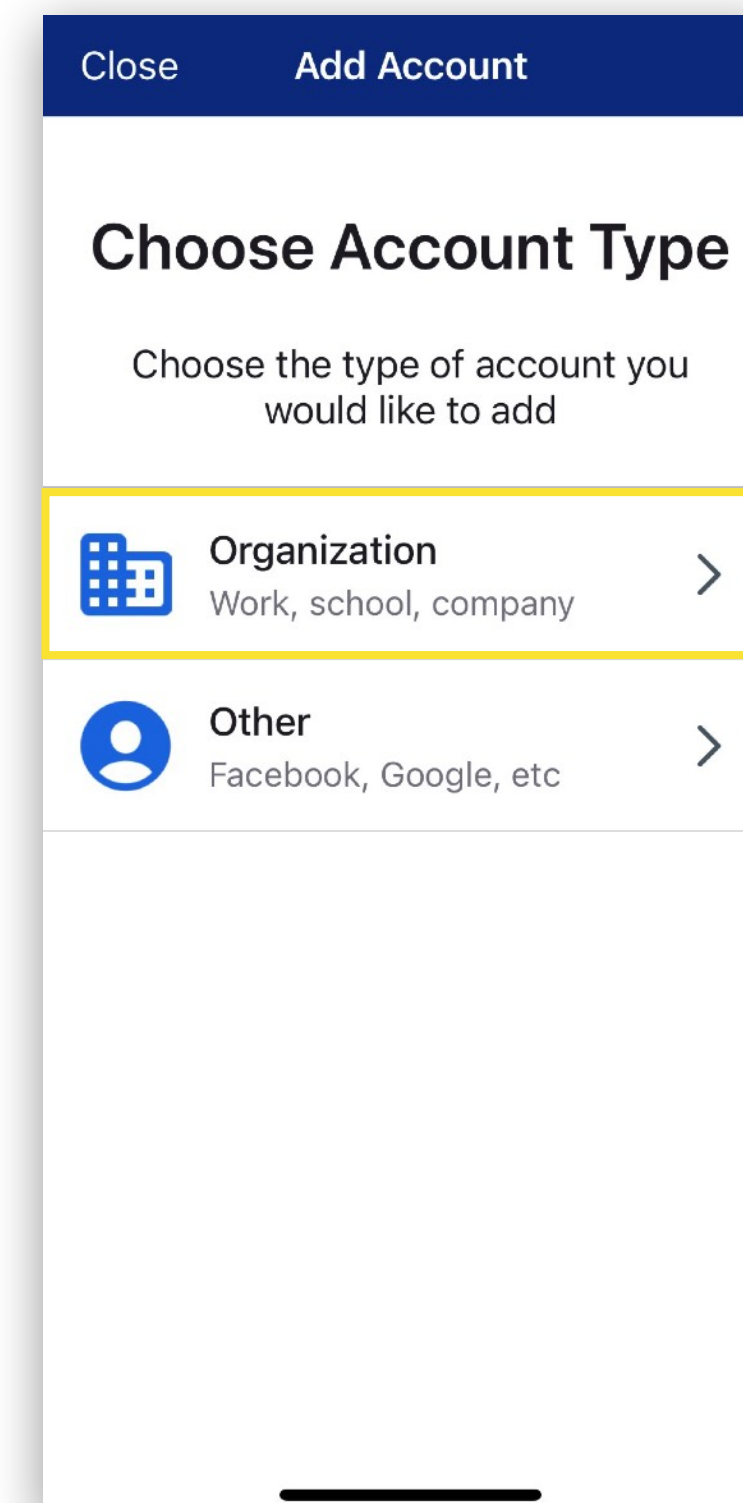 Close Add Account
Choose Account Type
Choose the type of account you
would like to add
Organization
Work, school, company
Other
Facebook, Google, etc